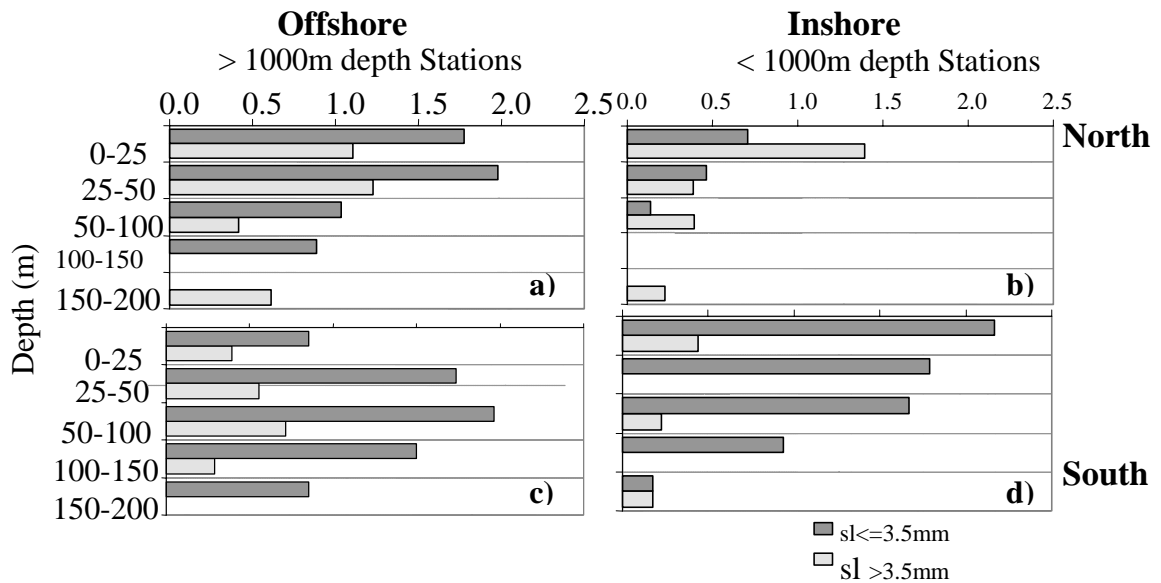 Offshore
> 1000m depth Stations
Inshore
< 1000m depth Stations
0.0 0.5 1.0 1.5 2.0 2.5
0.0 0.5 1.0 1.5 2.0 2.5
North
Depth (m)
0-25
25-50
50-100
100-150
150-200
a)
b)
0-25
25-50
50-100
100-150
150-200
c)
d)
South
sl<=3.5mm
sl >3.5mm